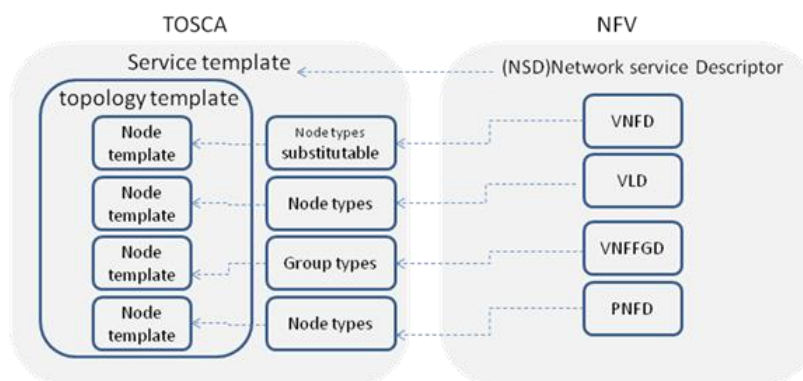 TOSCA
NFV
Service template
(NSD)Network service Descriptor
topology template
Node
template
Node types
substitutable
VNFD
Node
template
Node types
VLD
Node
template
Group types
VNFFGD
Node
template
Node types
PNFD